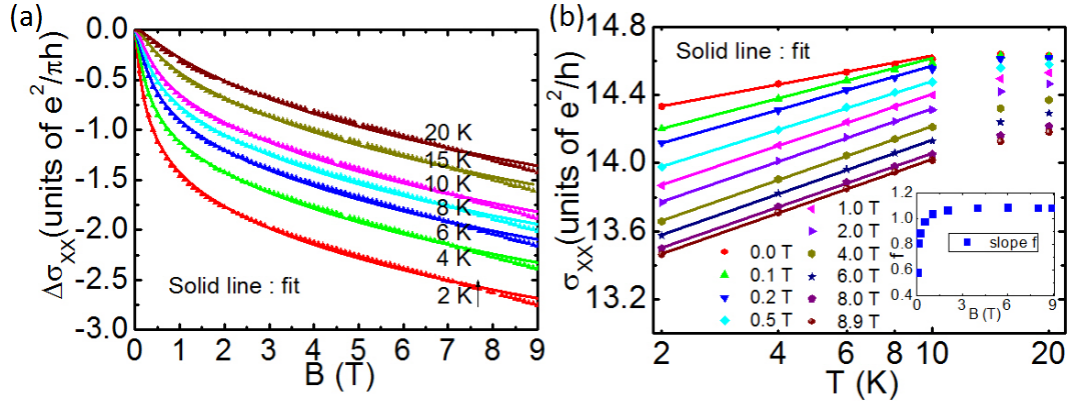 (a)
0.0
-0.5
-1.0
-1.5
-2.0
-2.5
-3.0
Δσxx(units of e²/πh)
20 K
15 K
10 K
8 K
6 K
4 K
2 K
Solid line : fit
0 1 2 3 4 5 6 7 8 9
B (T)
(b)
14.8
14.4
14.0
13.6
13.2
σxx(units of e²/h)
Solid line : fit
0.0 T
0.1 T
0.2 T
0.5 T
1.0 T
2.0 T
4.0 T
6.0 T
8.0 T
8.9 T
1.2
1.0
0.8
0.6
0.4
f
slope f
0 3 6 9
B (T)
2 4 6 8 10 20
T (K)